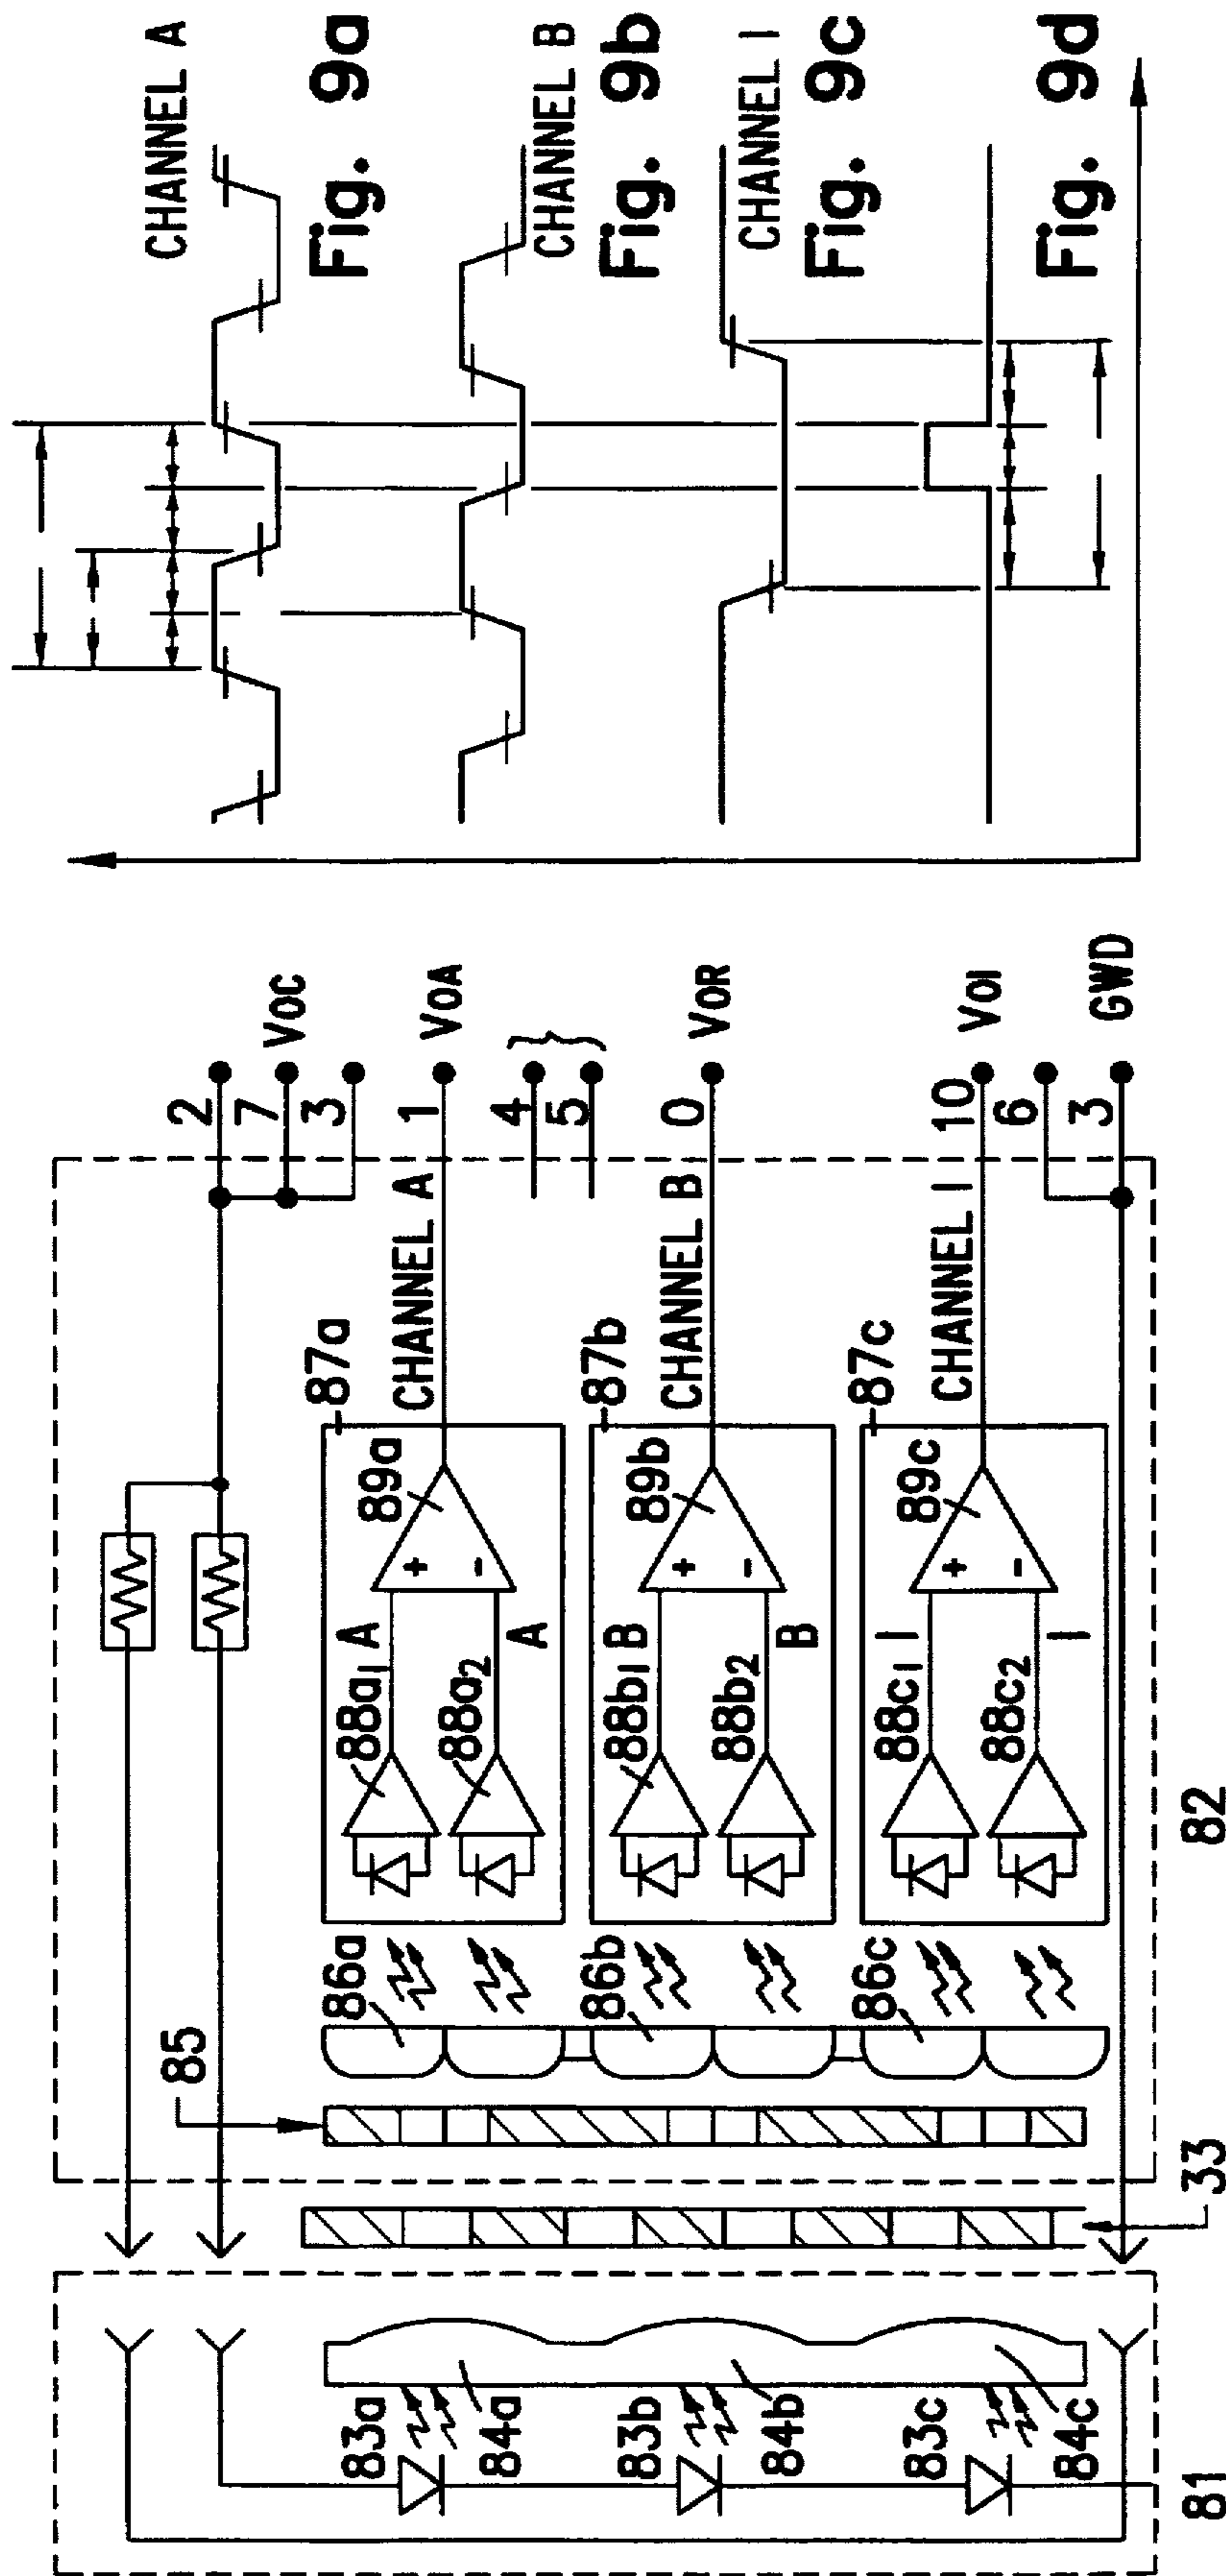 CHANNEL A
Fig. 9a
CHANNEL B
Fig. 9b
CHANNEL I
Fig. 9c
Fig. 9d
85
2
7
3
VOC
1
VOA
4
5
0
VOR
10
VOI
6
3
GWD
87a
CHANNEL A
86a
88a1 A
88a2 A
89a
+
-
87b
CHANNEL B
86b
88b1 B
88b2 B
89b
+
-
87c
CHANNEL I
86c
88c1 I
88c2 I
89c
+
-
83a
84a
83b
84b
83c
84c
81
33
82